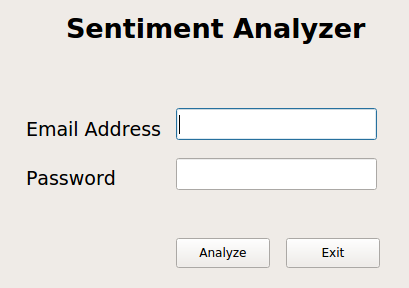 Sentiment Analyzer
Email Address
Password
Analyze Exit